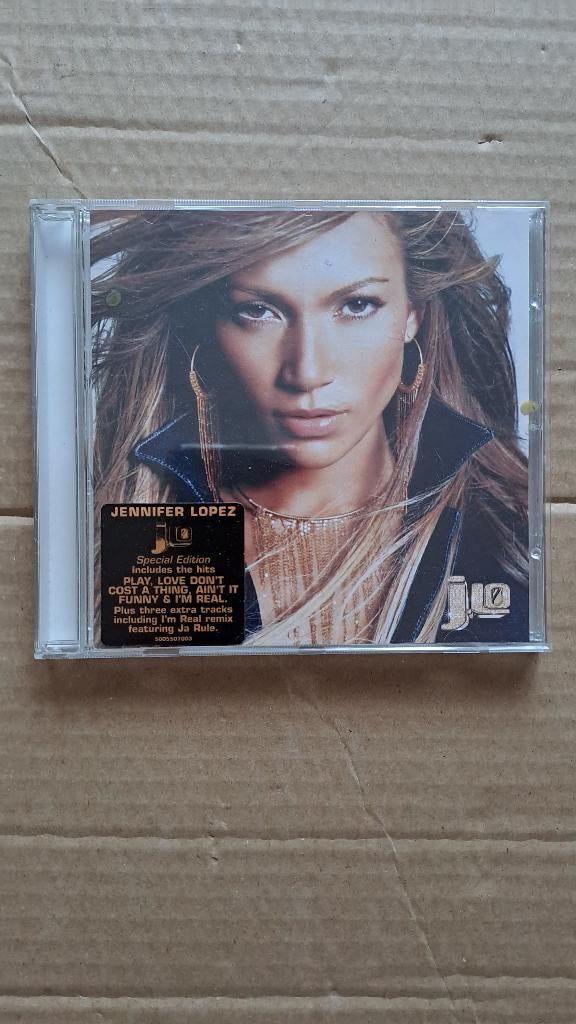 JENNIFER LOPEZ
j.lo
Special Edition
Includes the hits
PLAY, LOVE DON'T
COST A THING, AIN'T IT
FUNNY & I'M REAL.
Plus three extra tracks
including I'm Real remix
featuring Ja Rule.
5005507003
j.lo